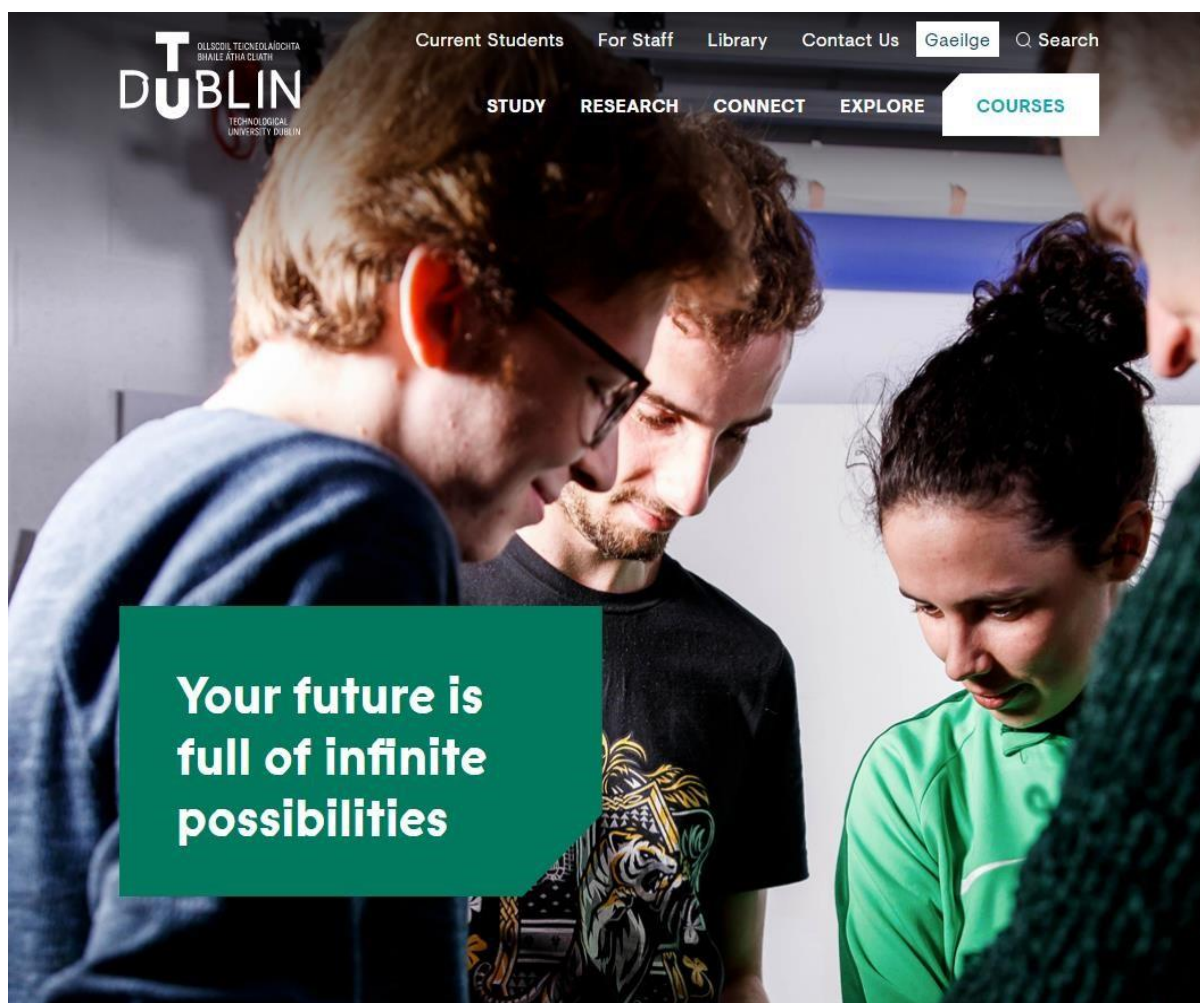 OLLSCOIL TEICNEOLAÍOCHTA
BHAILE ÁTHA CLIATH
TU DUBLIN
TECHNOLOGICAL
UNIVERSITY DUBLIN
Current Students For Staff Library Contact Us Gaeilge Search
STUDY RESEARCH CONNECT EXPLORE COURSES
Your future is
full of infinite
possibilities